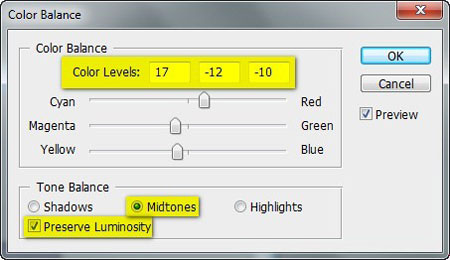 Color Balance
Color Balance
Color Levels: 17 -12 -10
Cyan Red
Magenta Green
Yellow Blue
Tone Balance
Shadows Midtones Highlights
Preserve Luminosity
OK
Cancel
Preview